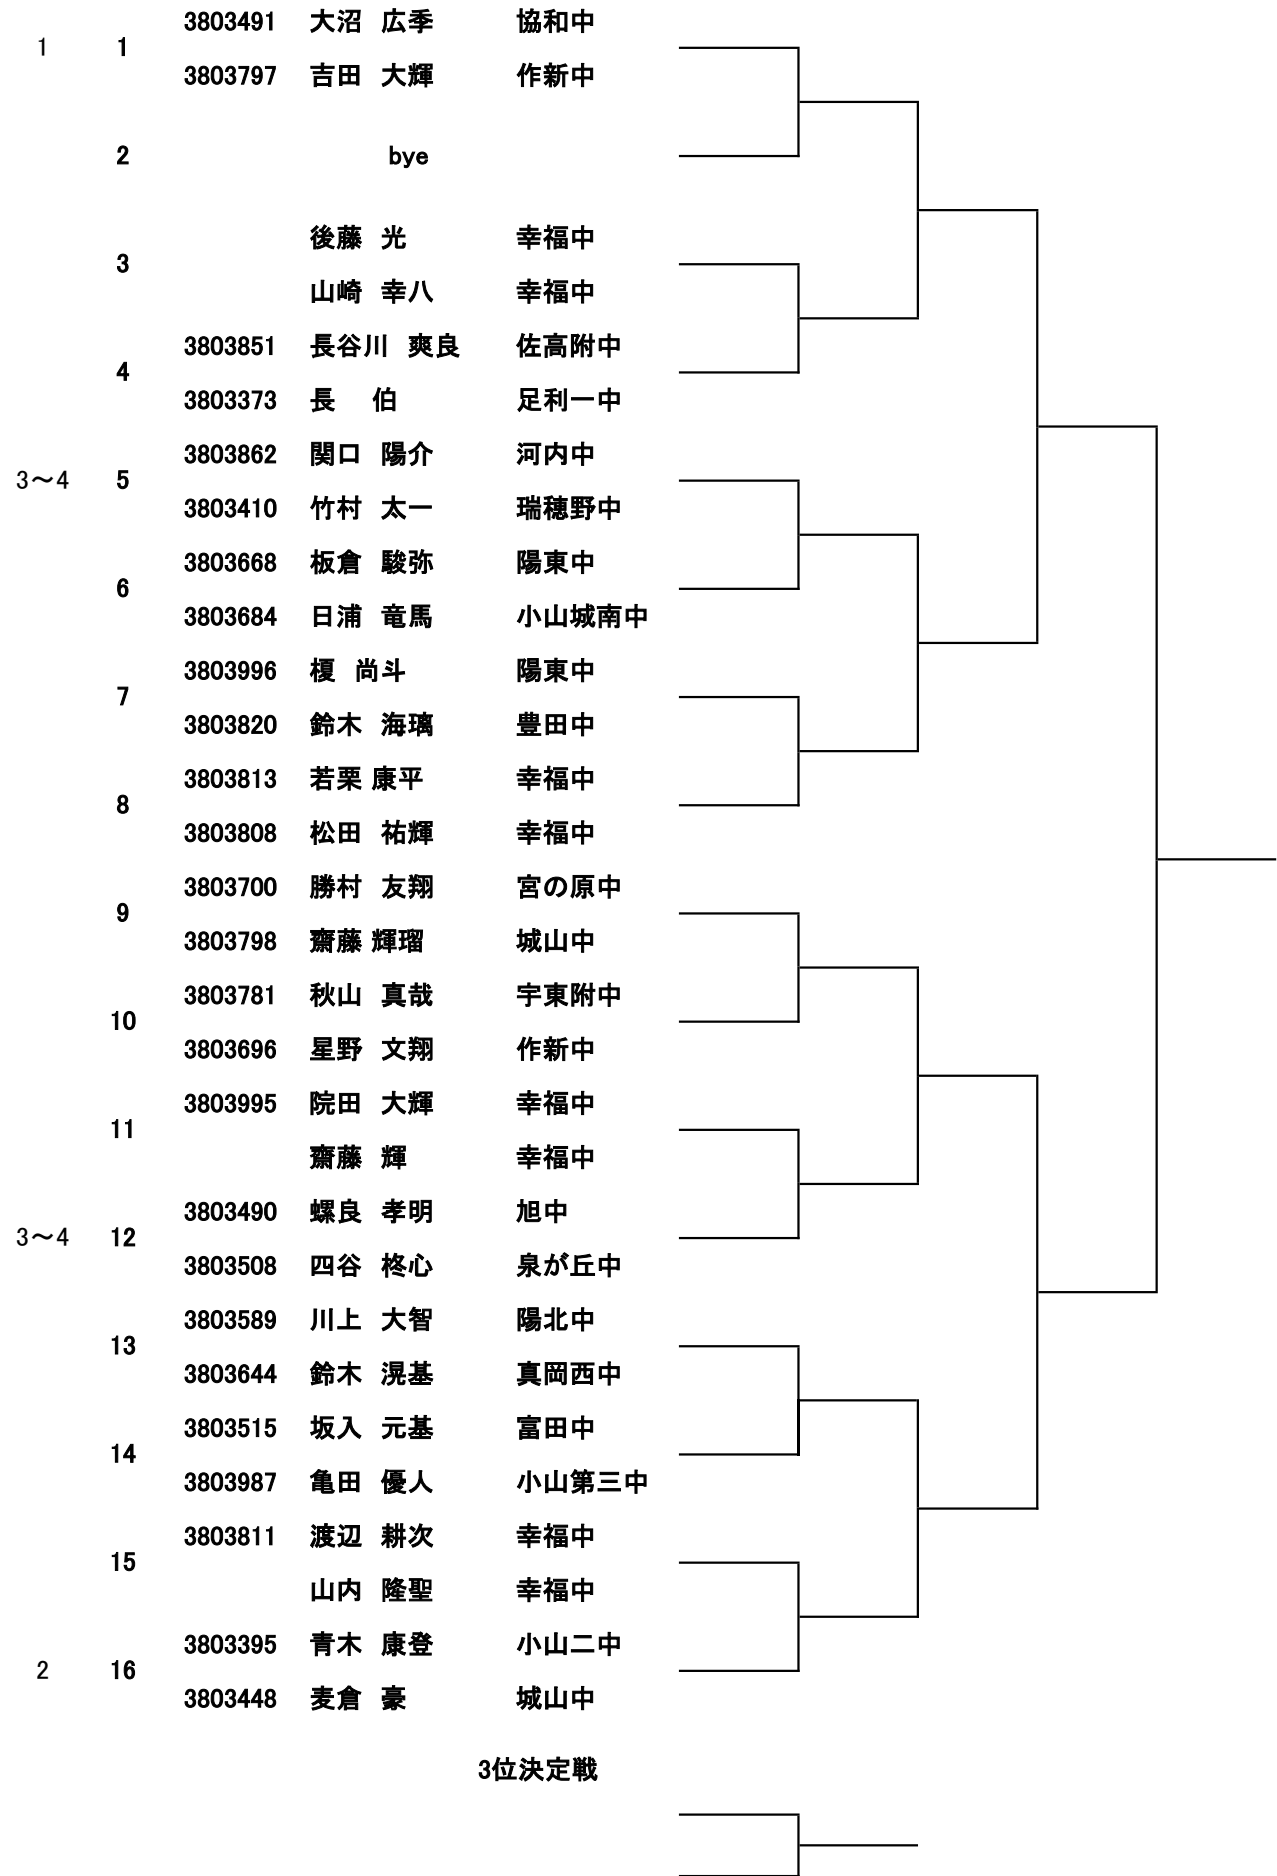 3803491 大沼 広季 協和中
1 1
3803797 吉田 大輝 作新中
2 bye
後藤 光 幸福中
3
山崎 幸八 幸福中
3803851 長谷川 爽良 佐高附中
4
3803373 長 伯 足利一中
3803862 関口 陽介 河内中
3～4 5
3803410 竹村 太一 瑞穂野中
3803668 板倉 駿弥 陽東中
6
3803684 日浦 竜馬 小山城南中
3803996 榎 尚斗 陽東中
7
3803820 鈴木 海璃 豊田中
3803813 若栗 康平 幸福中
8
3803808 松田 祐輝 幸福中
3803700 勝村 友翔 宮の原中
9
3803798 齋藤 輝瑠 城山中
3803781 秋山 真哉 宇東附中
10
3803696 星野 文翔 作新中
3803995 院田 大輝 幸福中
11
齋藤 輝 幸福中
3803490 螺良 孝明 旭中
3～4 12
3803508 四谷 柊心 泉が丘中
3803589 川上 大智 陽北中
13
3803644 鈴木 滉基 真岡西中
3803515 坂入 元基 富田中
14
3803987 亀田 優人 小山第三中
3803811 渡辺 耕次 幸福中
15
山内 隆聖 幸福中
3803395 青木 康登 小山二中
2 16
3803448 麦倉 豪 城山中
3位決定戦